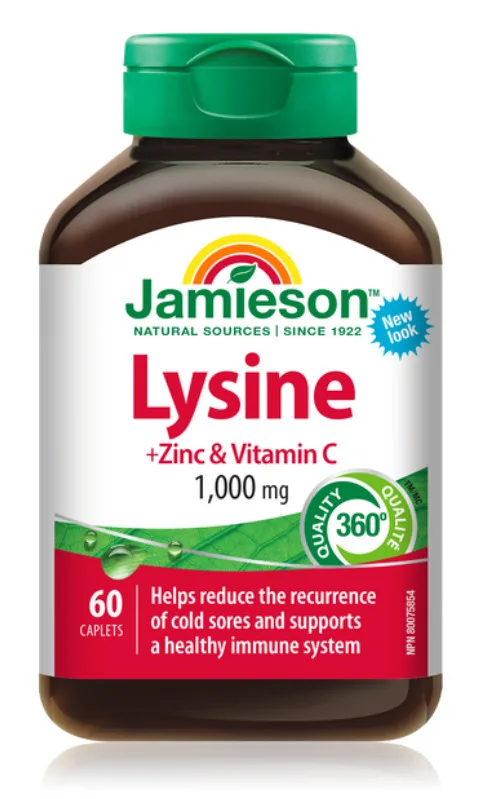 Jamieson™
NATURAL SOURCES | SINCE 1922
New
look
Lysine
+Zinc & Vitamin C
1,000 mg
QUALITY
QUALITÉ
360°
TM/MC
60
CAPLETS
Helps reduce the recurrence
of cold sores and supports
a healthy immune system
NPN 80075854